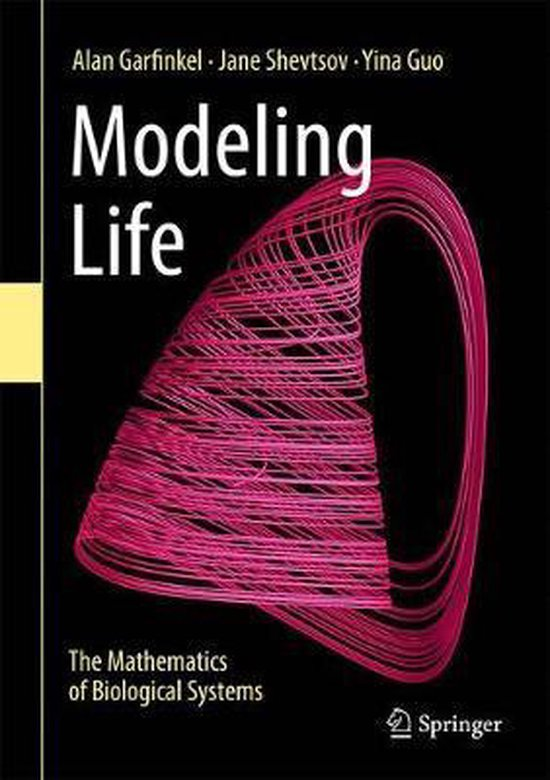 Alan Garfinkel · Jane Shevtsov · Yina Guo
Modeling
Life
The Mathematics
of Biological Systems
Springer